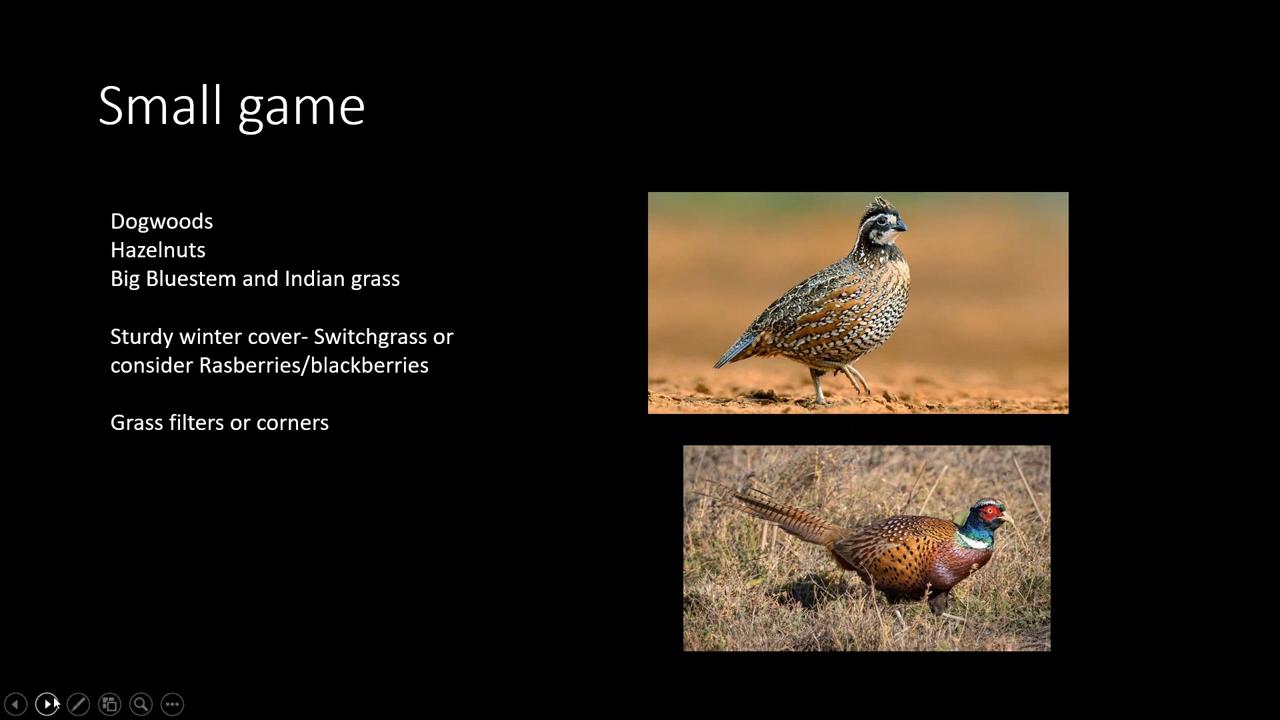 Small game
Dogwoods
Hazelnuts
Big Bluestem and Indian grass
Sturdy winter cover- Switchgrass or
consider Rasberries/blackberries
Grass filters or corners